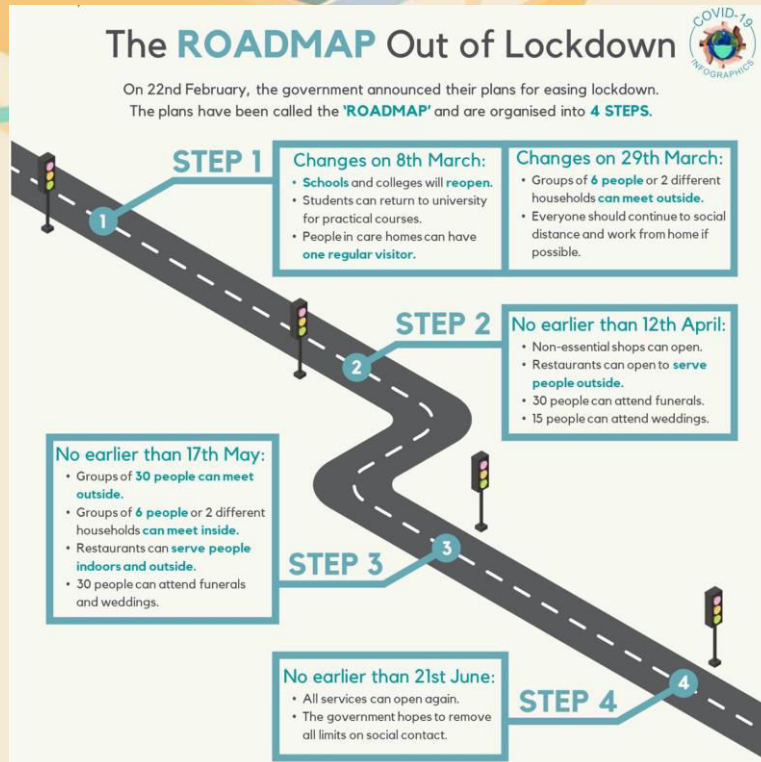 The ROADMAP Out of Lockdown
COVID-19
INFOGRAPHICS
On 22nd February, the government announced their plans for easing lockdown.
The plans have been called the 'ROADMAP' and are organised into 4 STEPS.
STEP 1
Changes on 8th March:
• Schools and colleges will reopen.
• Students can return to university
for practical courses.
• People in care homes can have
one regular visitor.
Changes on 29th March:
• Groups of 6 people or 2 different
households can meet outside.
• Everyone should continue to social
distance and work from home if
possible.
1
STEP 2
No earlier than 12th April:
• Non-essential shops can open.
• Restaurants can open to serve
people outside.
• 30 people can attend funerals.
• 15 people can attend weddings.
2
No earlier than 17th May:
• Groups of 30 people can meet
outside.
• Groups of 6 people or 2 different
households can meet inside.
• Restaurants can serve people
indoors and outside.
• 30 people can attend funerals
and weddings.
STEP 3
3
No earlier than 21st June:
• All services can open again.
• The government hopes to remove
all limits on social contact.
STEP 4
4